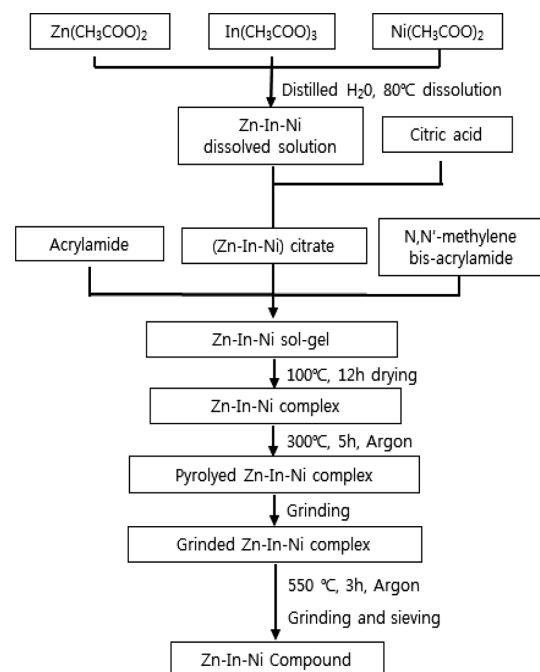 Zn(CH₃COO)₂
In(CH₃COO)₃
Ni(CH₃COO)₂
Distilled H₂0, 80℃ dissolution
Zn-In-Ni
dissolved solution
Citric acid
Acrylamide
(Zn-In-Ni) citrate
N,N'-methylene
bis-acrylamide
Zn-In-Ni sol-gel
100℃, 12h drying
Zn-In-Ni complex
300℃, 5h, Argon
Pyrolyed Zn-In-Ni complex
Grinding
Grinded Zn-In-Ni complex
550 ℃, 3h, Argon
Grinding and sieving
Zn-In-Ni Compound